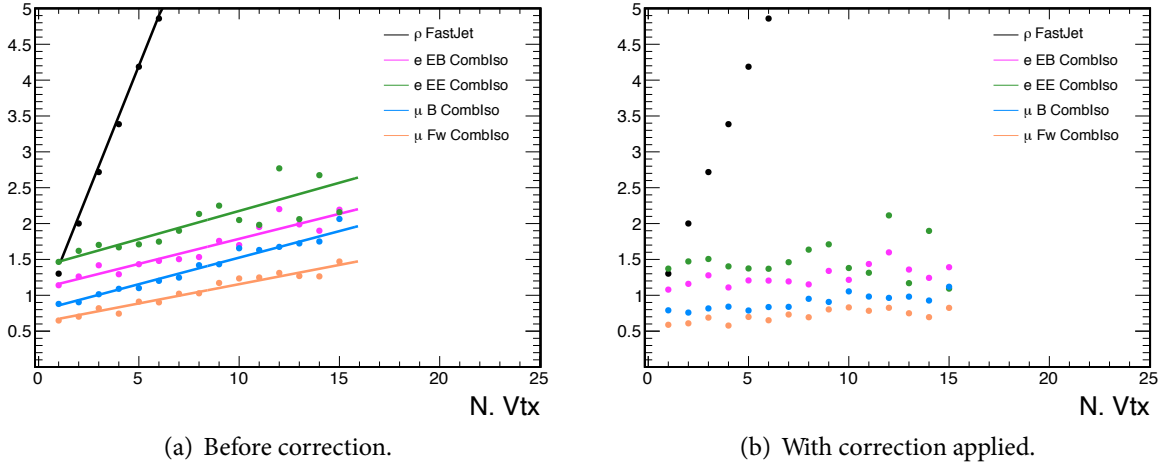 5
4.5
4
3.5
3
2.5
2
1.5
1
0.5
0 5 10 15 20 25
N. Vtx
ρ FastJet
e EB CombIso
e EE CombIso
μ B CombIso
μ Fw CombIso
(a) Before correction.
5
4.5
4
3.5
3
2.5
2
1.5
1
0.5
0 5 10 15 20 25
N. Vtx
ρ FastJet
e EB CombIso
e EE CombIso
μ B CombIso
μ Fw CombIso
(b) With correction applied.